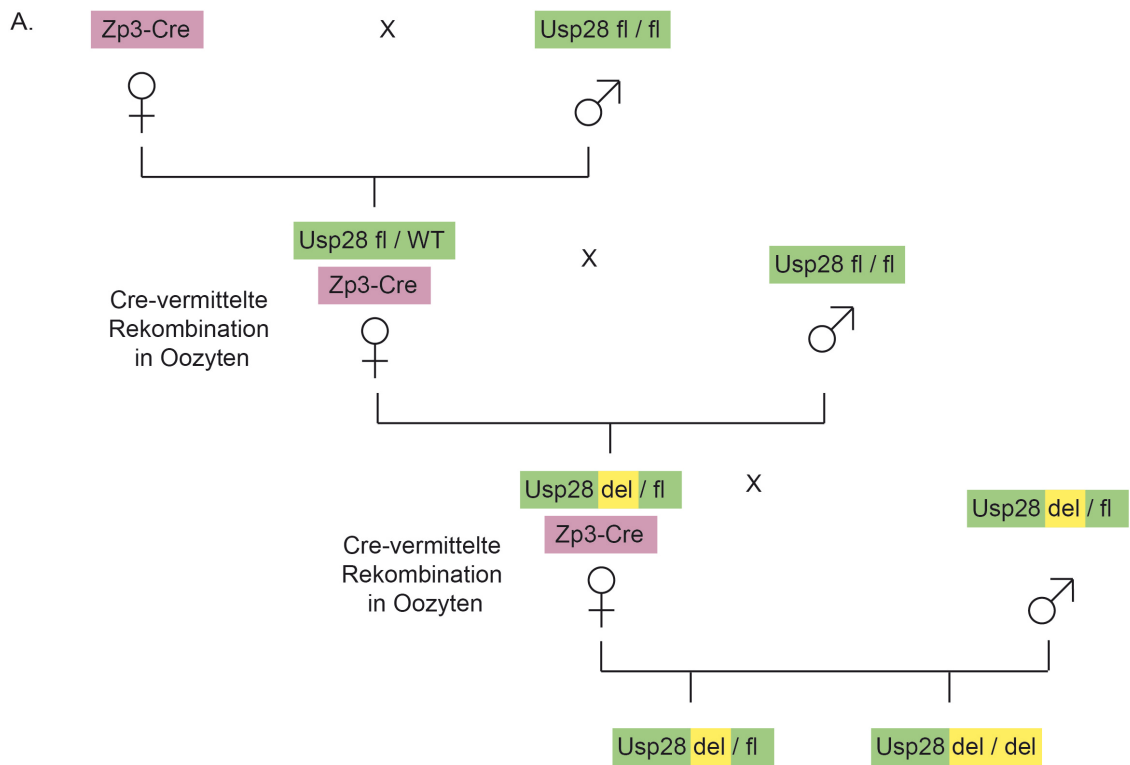 A.
Zp3-Cre X Usp28 fl / fl
Usp28 fl / WT
X
Usp28 fl / fl
Zp3-Cre
Cre-vermittelte
Rekombination
in Oozyten
Usp28 del / fl
X
Usp28 del / fl
Zp3-Cre
Cre-vermittelte
Rekombination
in Oozyten
Usp28 del / fl
Usp28 del / del